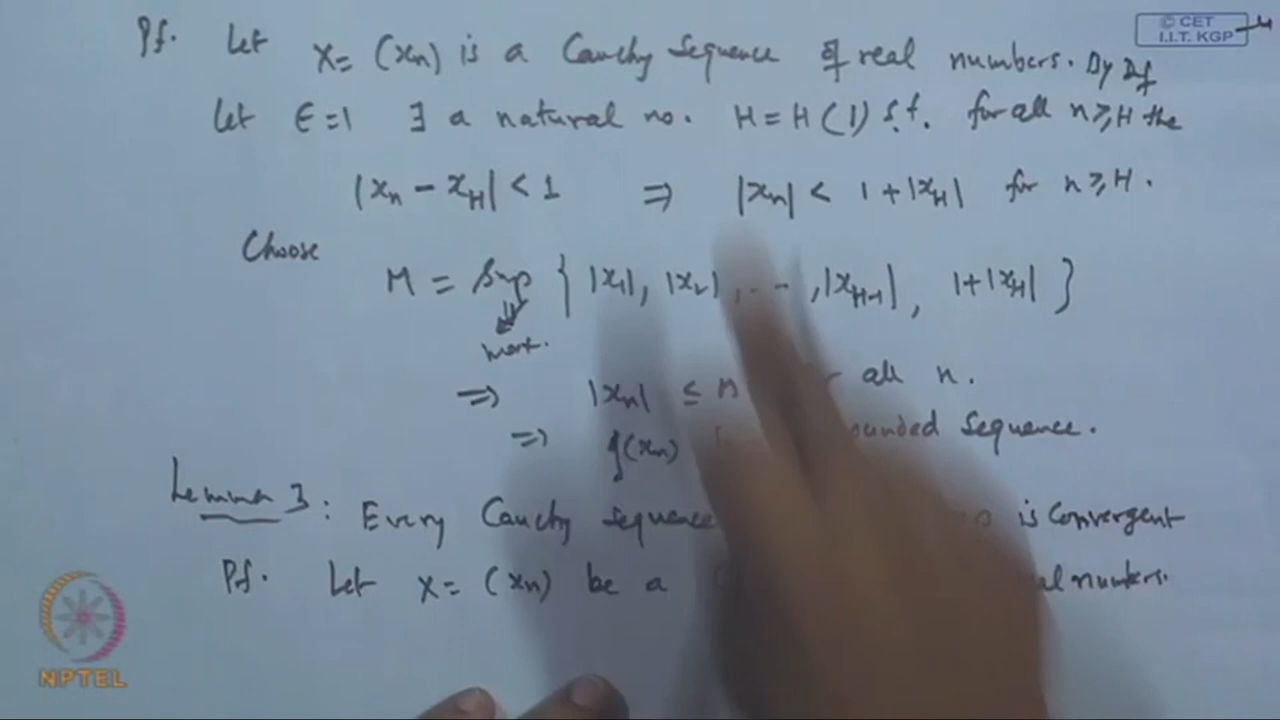 © CET
I.I.T. KGP
Pf. Let X = (xn) is a Cauchy Sequence of real numbers. By Df
Let ϵ=1 ∃ a natural no. H = H(1) s.t. for all n ≥ H the
|xn - xH| < 1 ⇒ |xn| < 1 + |xH| for n ≥ H.
Choose
M = Sup { |x1|, |x2|, ..., |xH-1|, 1 + |xH| }
⇒ |xn| ≤ all n.
⇒ (xn) Sequence.
Lemma 3: Every Cauchy Sequence is Convergent
Pf. Let X = (xn) be a numbers.
NPTEL